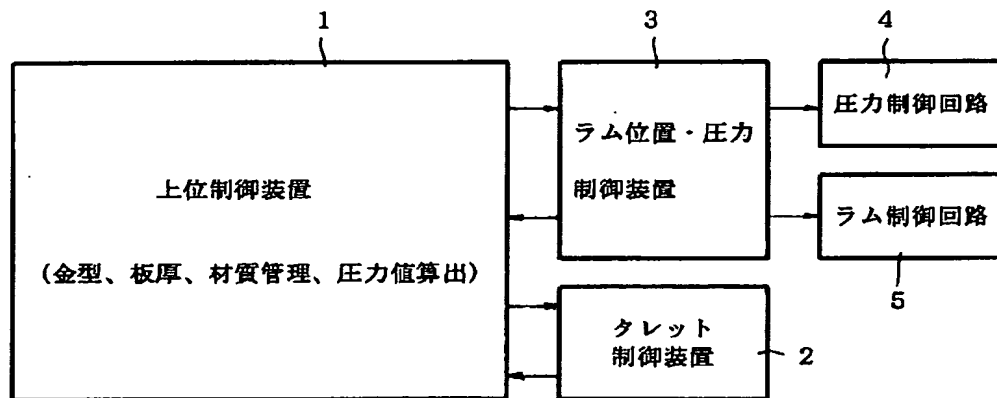 1
3
4
上位制御装置
(金型、板厚、材質管理、圧力値算出)
ラム位置・圧力
制御装置
圧力制御回路
ラム制御回路
5
タレット
制御装置
2